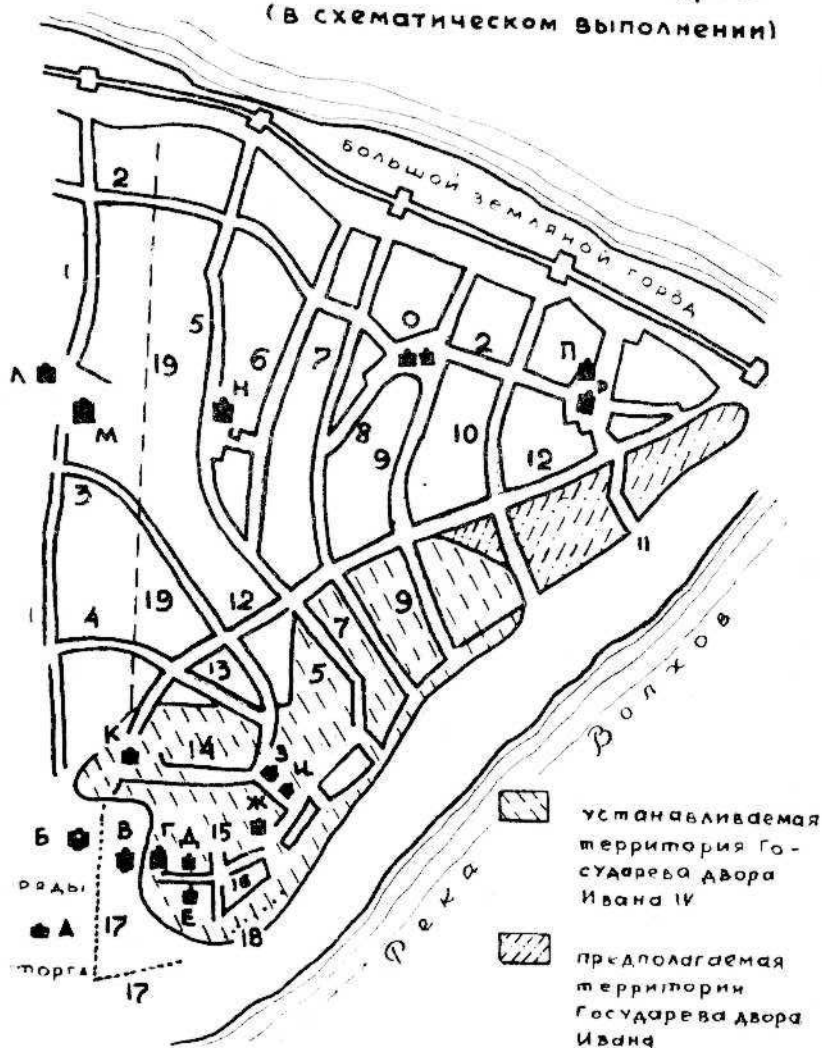 (в схематическом выполнении)
Большой земляной город
2
1
5
19
6
7
О
2
П
Р
Л
М
Н
8
9
10
12
3
11
19
12
9
4
7
13
5
К
14
З
И
Ж
Б
В
Г
Д
15
16
Е
ряды
А
17
18
торга
17
Река Волхов
устанавливаемая
территория Го-
сударева двора
Ивана IV
предполагаемая
территории
Государева двора
Ивана